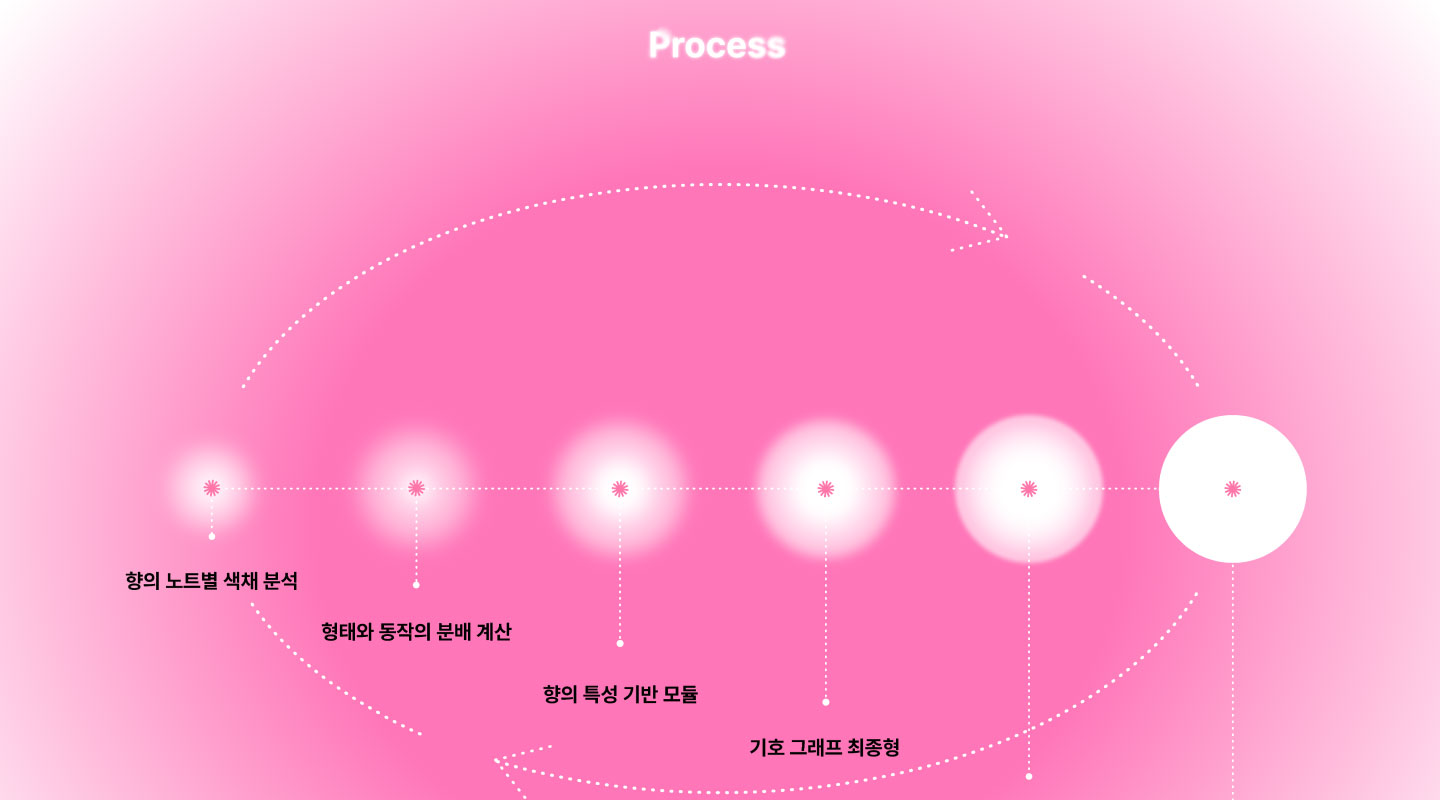 Process
향의 노트별 색채 분석
형태와 동작의 분배 계산
향의 특성 기반 모듈
기호 그래프 최종형